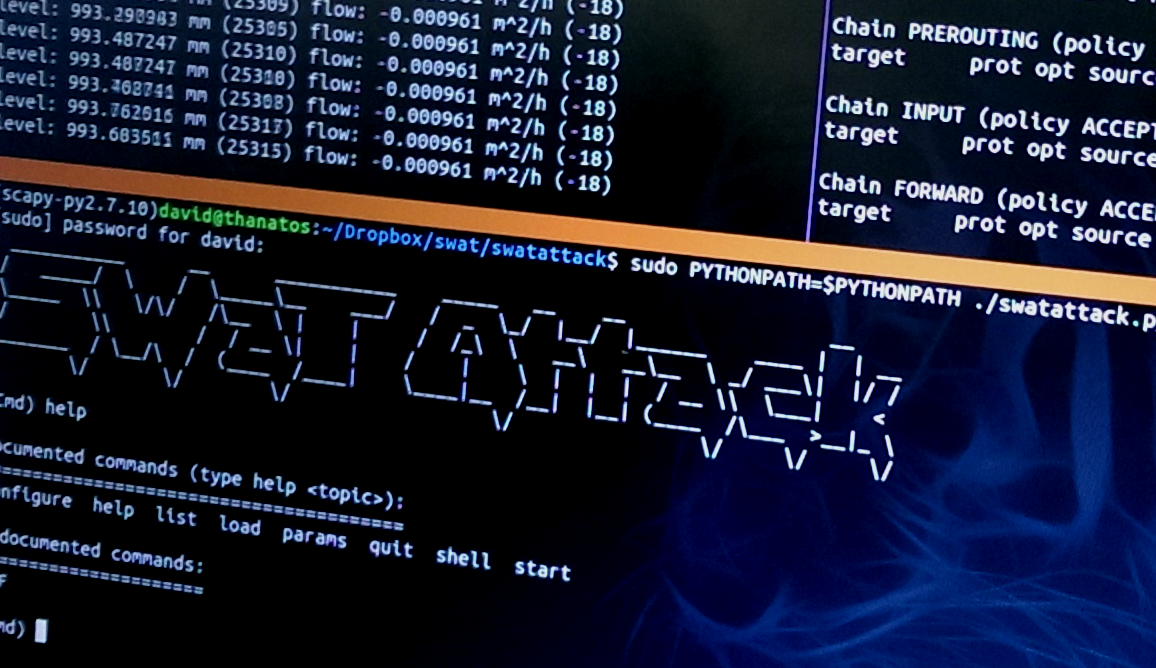 level: 993.290983 mm (25309) flow: -0.000961 m^2/h (-18)
level: 993.487247 mm (25305) flow: -0.000961 m^2/h (-18)
level: 993.487247 mm (25310) flow: -0.000961 m^2/h (-18)
level: 993.468741 mm (25310) flow: -0.000961 m^2/h (-18)
level: 993.762016 mm (25308) flow: -0.000961 m^2/h (-18)
level: 993.683511 mm (25317) flow: -0.000961 m^2/h (-18)
(25315) flow: -0.000961 m^2/h (-18)
Chain PREROUTING (policy
target prot opt sourc
Chain INPUT (policy ACCEPT
target prot opt source
Chain FORWARD (policy ACCE
target prot opt source
scapy-py2.7.10)david@thanatos:~/Dropbox/swat/swatattack$ sudo PYTHONPATH=$PYTHONPATH ./swatattack.p
sudo] password for david:
SWaT Attack
md) help
cumented commands (type help <topic>):
======================================
nfigure help list load params quit shell start
documented commands:
======================
f
md)